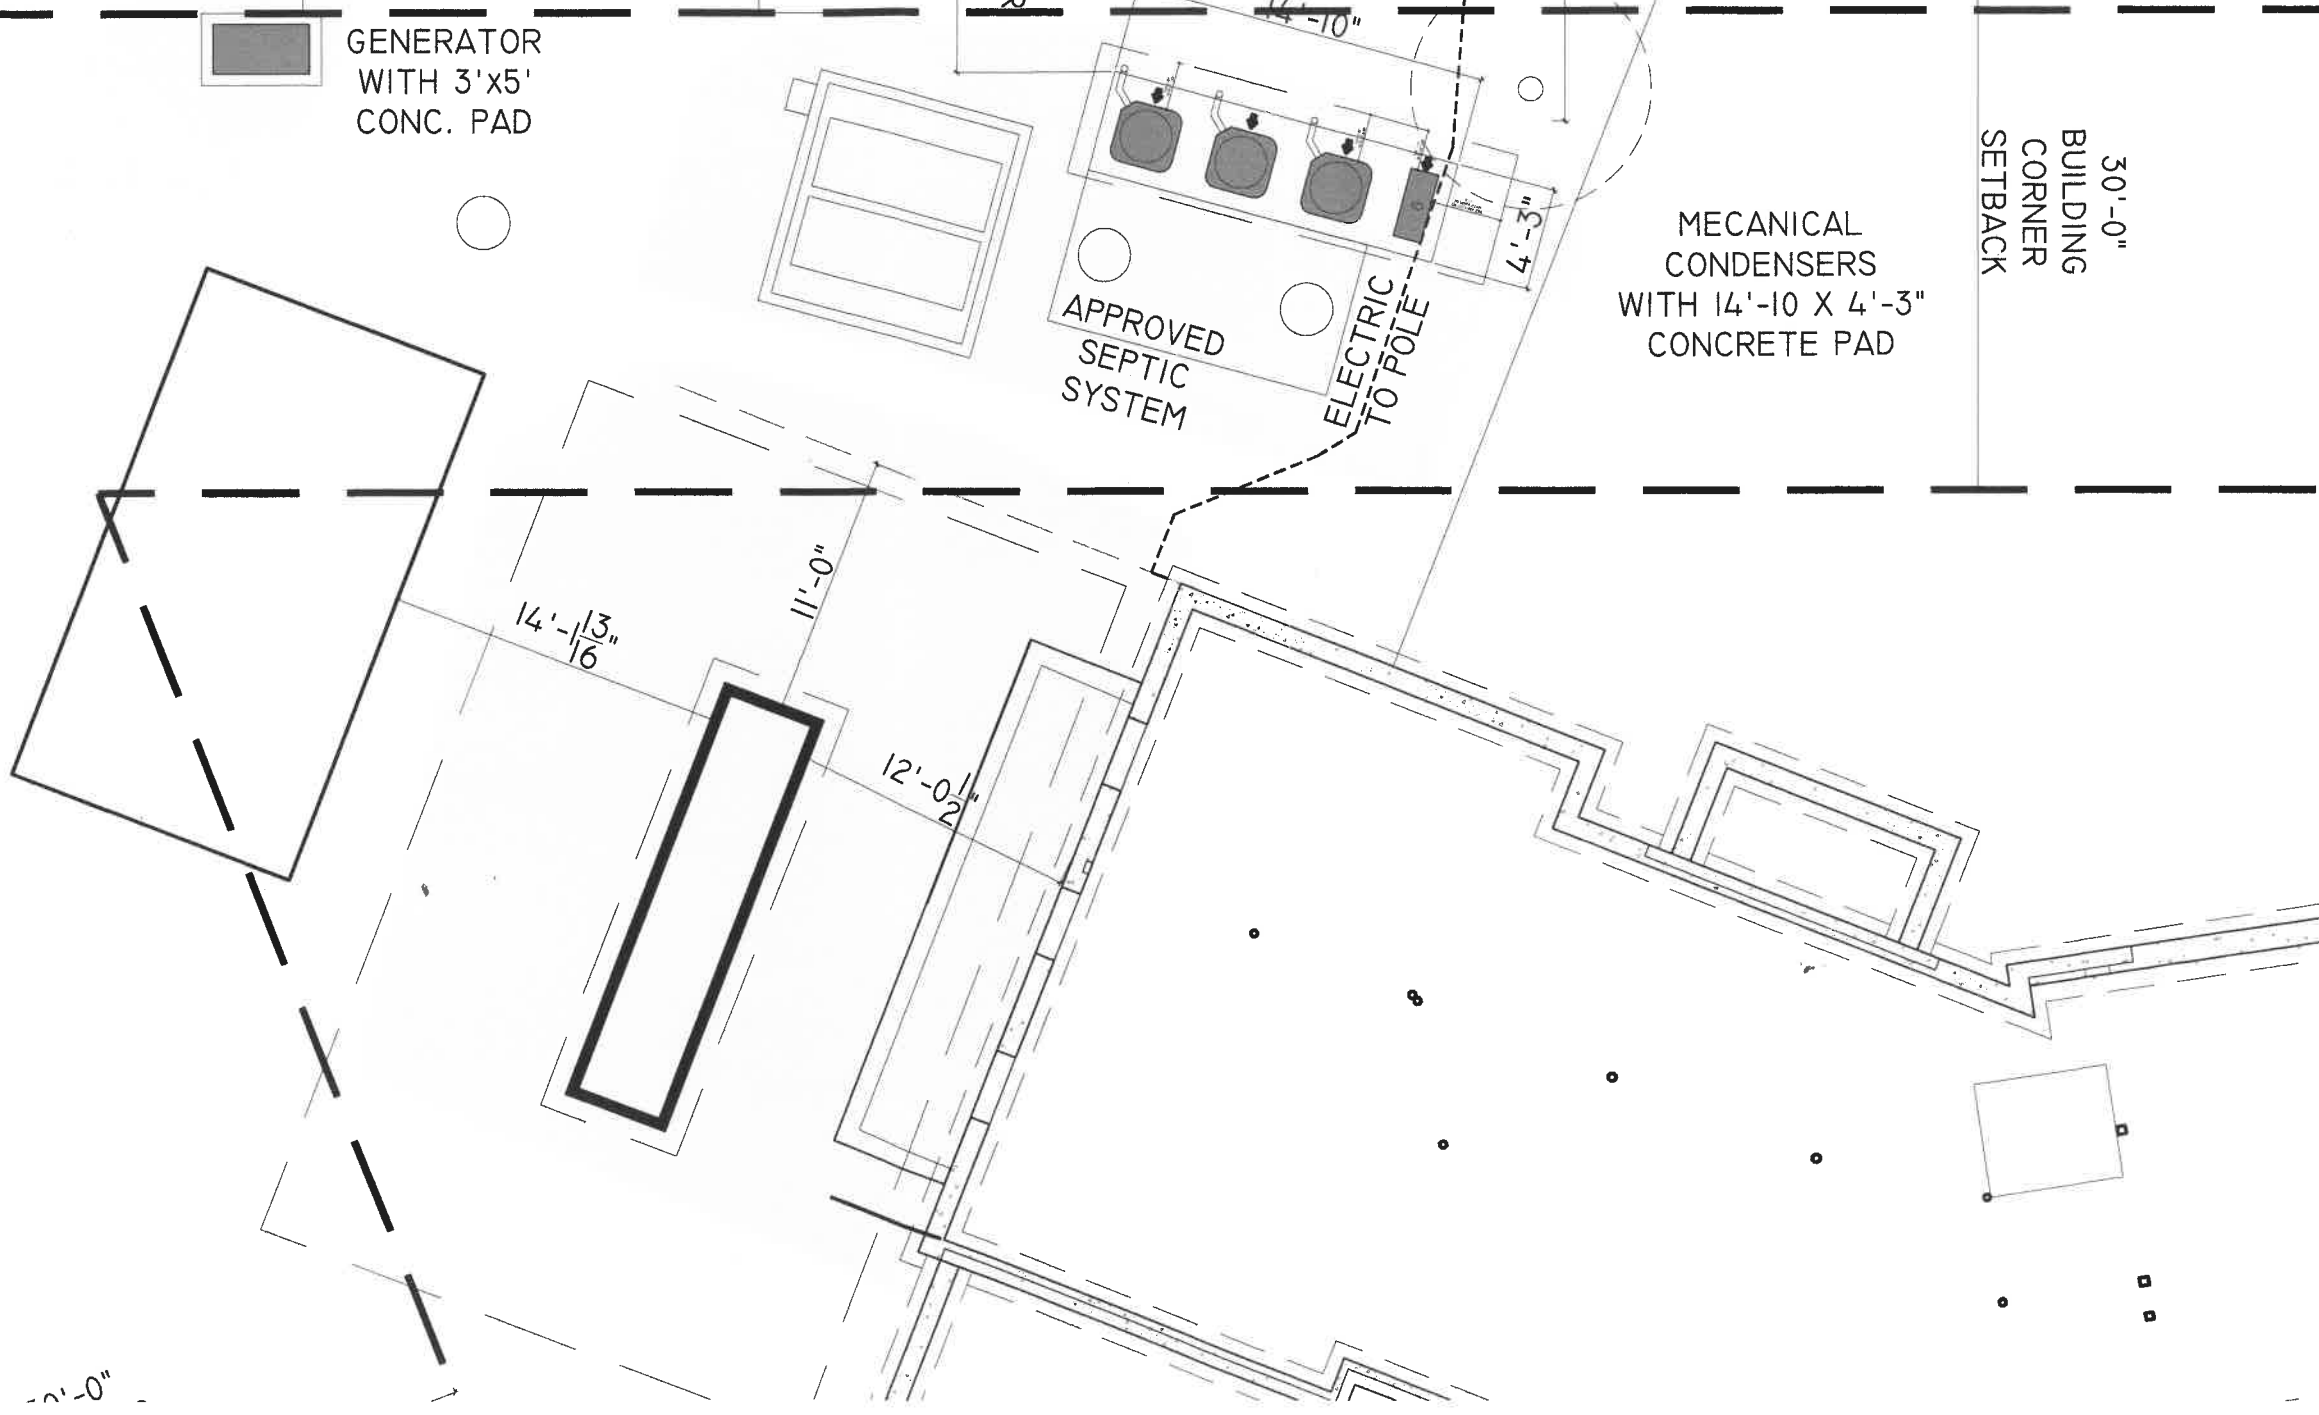 14'-10"
GENERATOR
WITH 3'x5'
CONC. PAD
30'-0"
BUILDING
CORNER
SETBACK
4'-3"
MECANICAL
CONDENSERS
WITH 14'-10 X 4'-3"
CONCRETE PAD
APPROVED
SEPTIC
SYSTEM
ELECTRIC
TO POLE
11'-0"
14'-1 13/16"
12'-0 1/2"